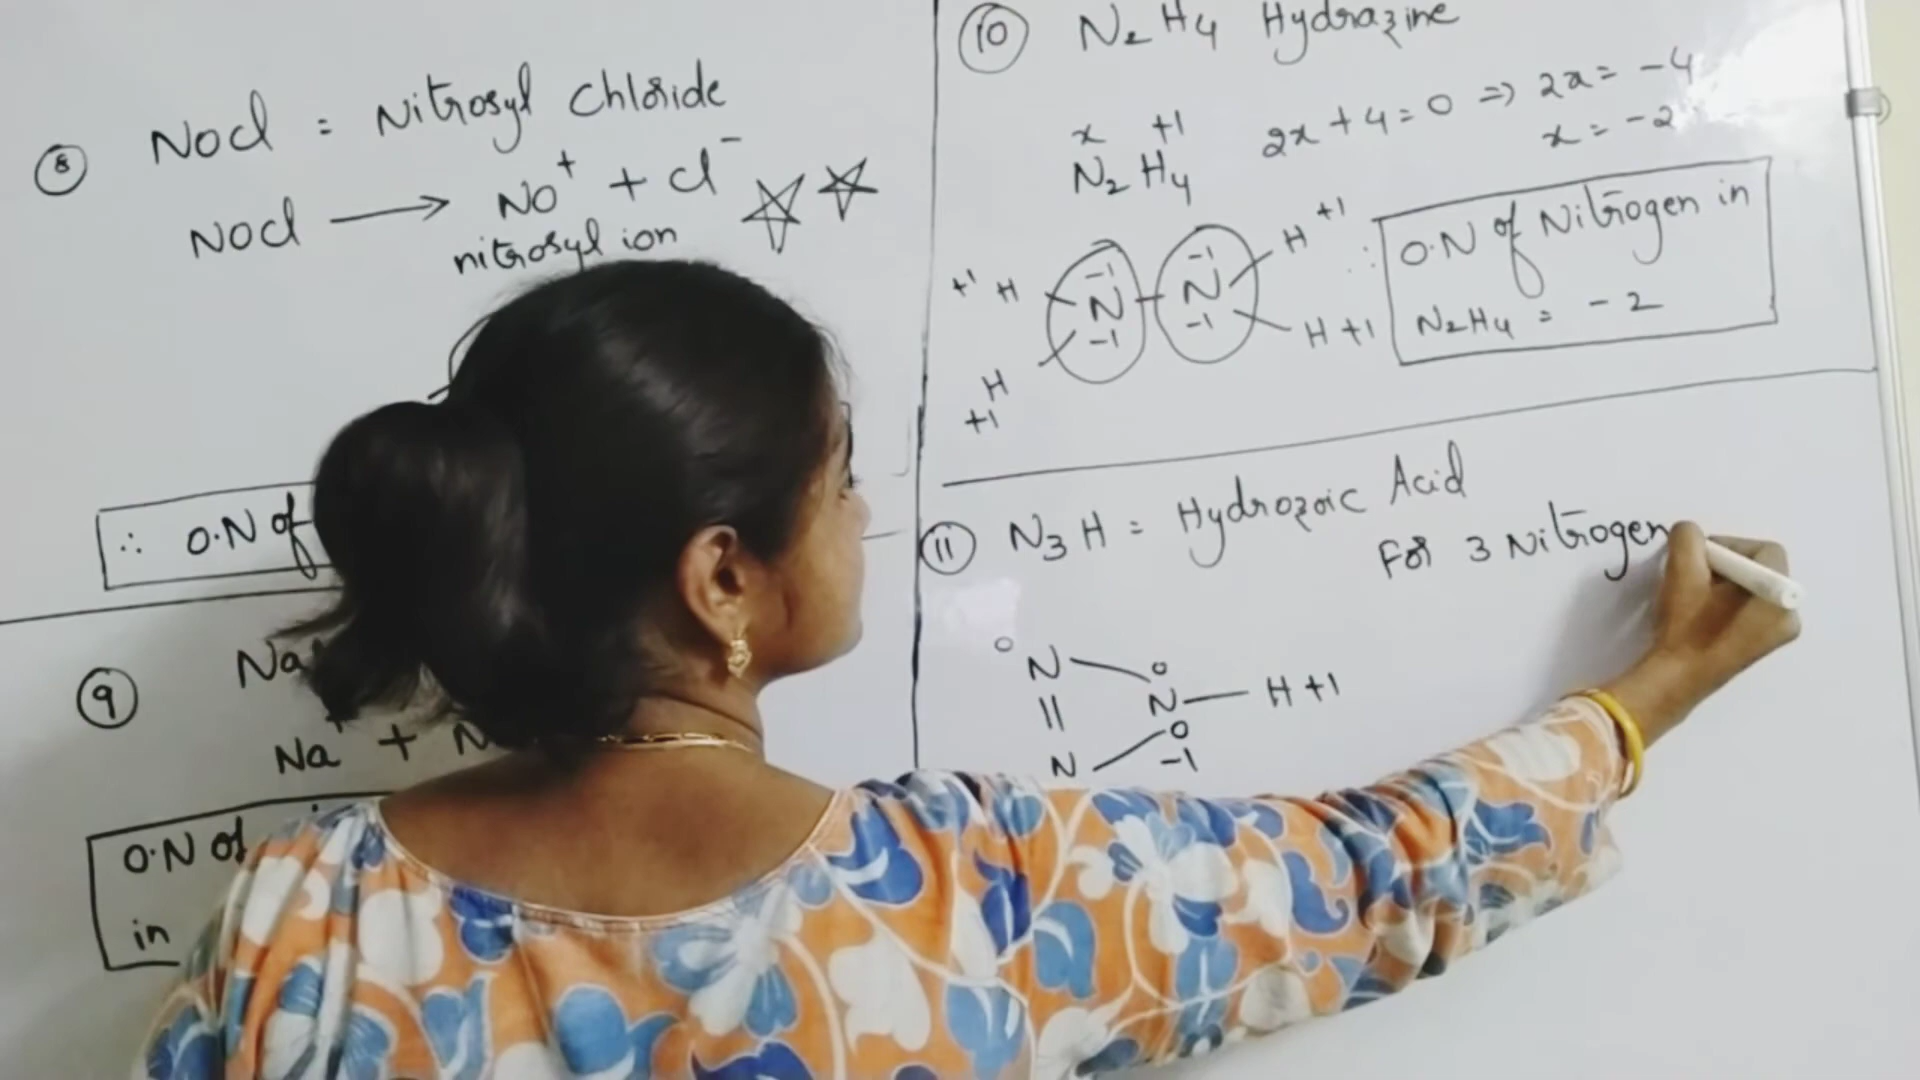 ⑧ NOCl = Nitrosyl Chloride
NOCl → NO⁺ + Cl⁻
nitrosyl ion
∴ O.N of
⑨ Na
Na⁺ + N
O.N of
in
⑩ N₂H₄ Hydrazine
x +1
N₂H₄ 2x + 4 = 0 ⇒ 2x = -4
x = -2
+1 H -1 N -1 - -1 N -1 H +1
H +1 H +1
∴ O.N of Nitrogen in
N₂H₄ = -2
⑪ N₃H = Hydrozoic Acid
For 3 Nitrogen
0 N 0
N — H +1
N 0
-1